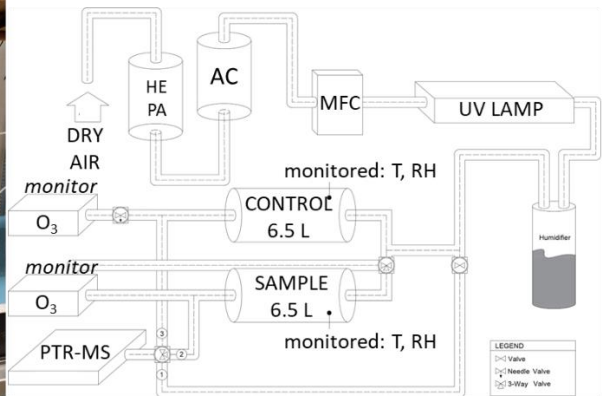 HE
PA
AC
MFC
UV LAMP
DRY
AIR
monitored: T, RH
monitor
O3
CONTROL
6.5 L
Humidifier
monitor
O3
SAMPLE
6.5 L
monitored: T, RH
PTR-MS
3
2
1
LEGEND
Valve
Needle Valve
3-Way Valve